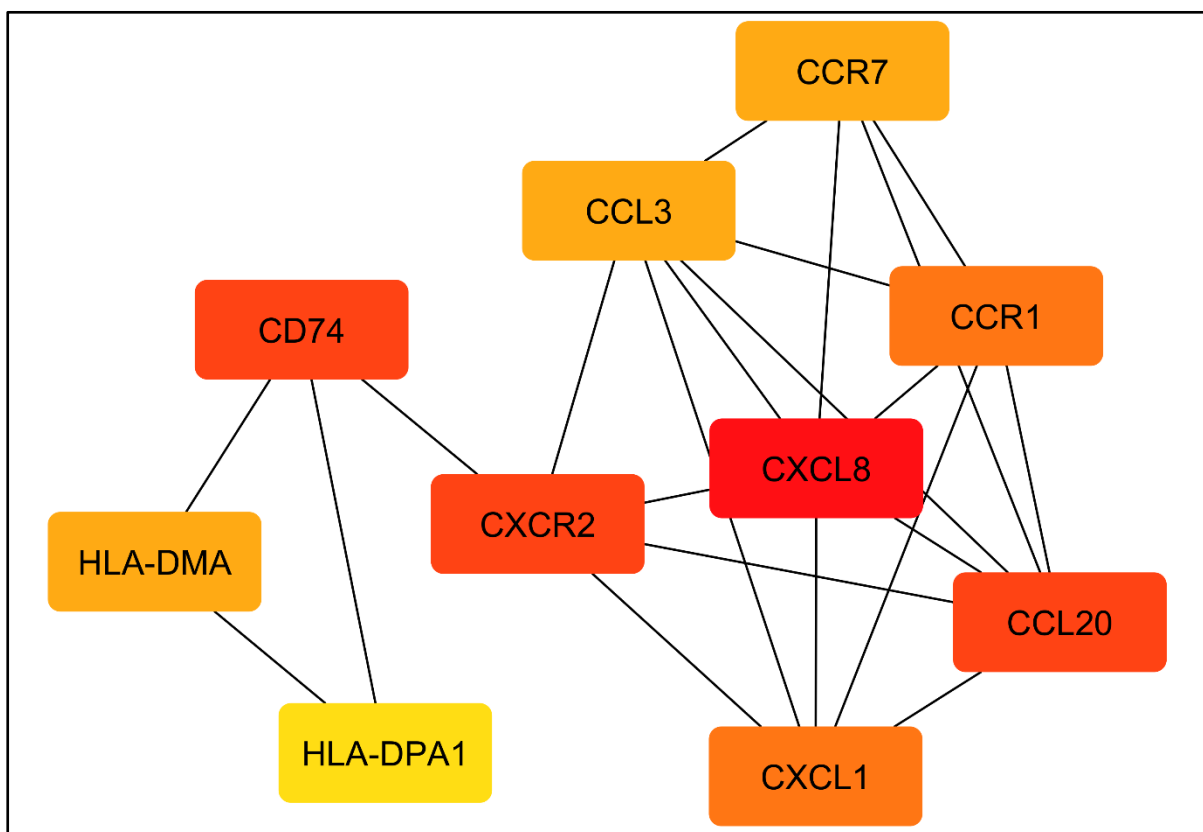 CCR7
CCL3
CD74
CCR1
CXCL8
CXCR2
HLA-DMA
CCL20
HLA-DPA1
CXCL1